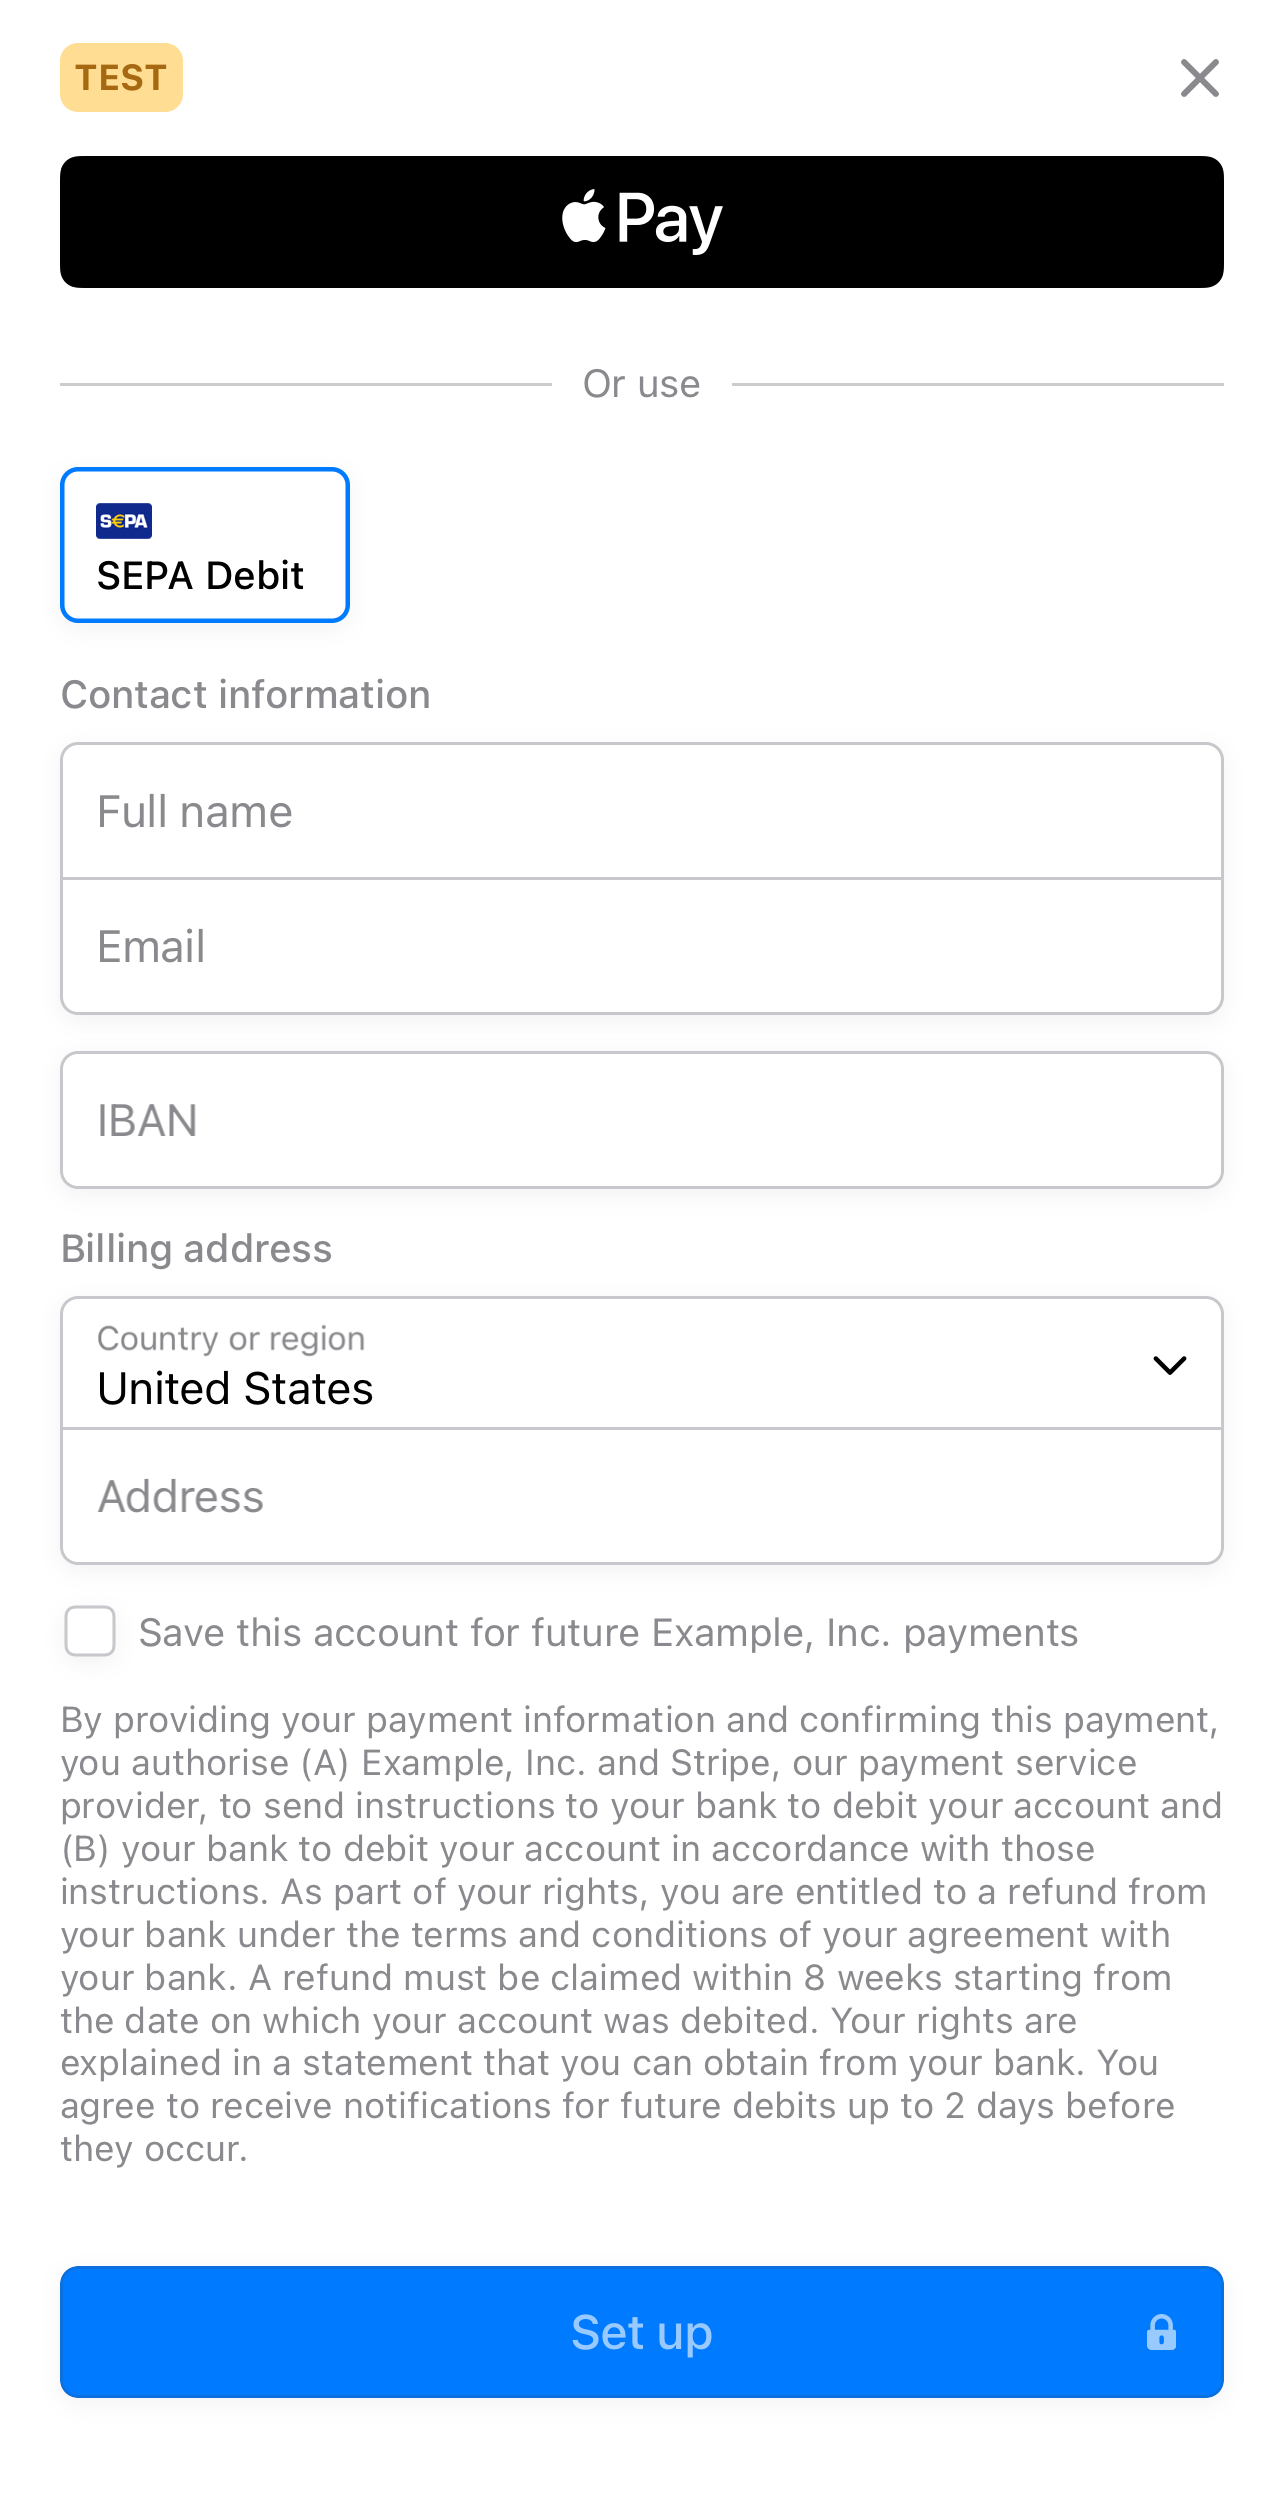 TEST
Pay
Or use
S€PA
SEPA Debit
Contact information
Full name
Email
IBAN
Billing address
Country or region
United States
Address
Save this account for future Example, Inc. payments
By providing your payment information and confirming this payment,
you authorise (A) Example, Inc. and Stripe, our payment service
provider, to send instructions to your bank to debit your account and
(B) your bank to debit your account in accordance with those
instructions. As part of your rights, you are entitled to a refund from
your bank under the terms and conditions of your agreement with
your bank. A refund must be claimed within 8 weeks starting from
the date on which your account was debited. Your rights are
explained in a statement that you can obtain from your bank. You
agree to receive notifications for future debits up to 2 days before
they occur.
Set up